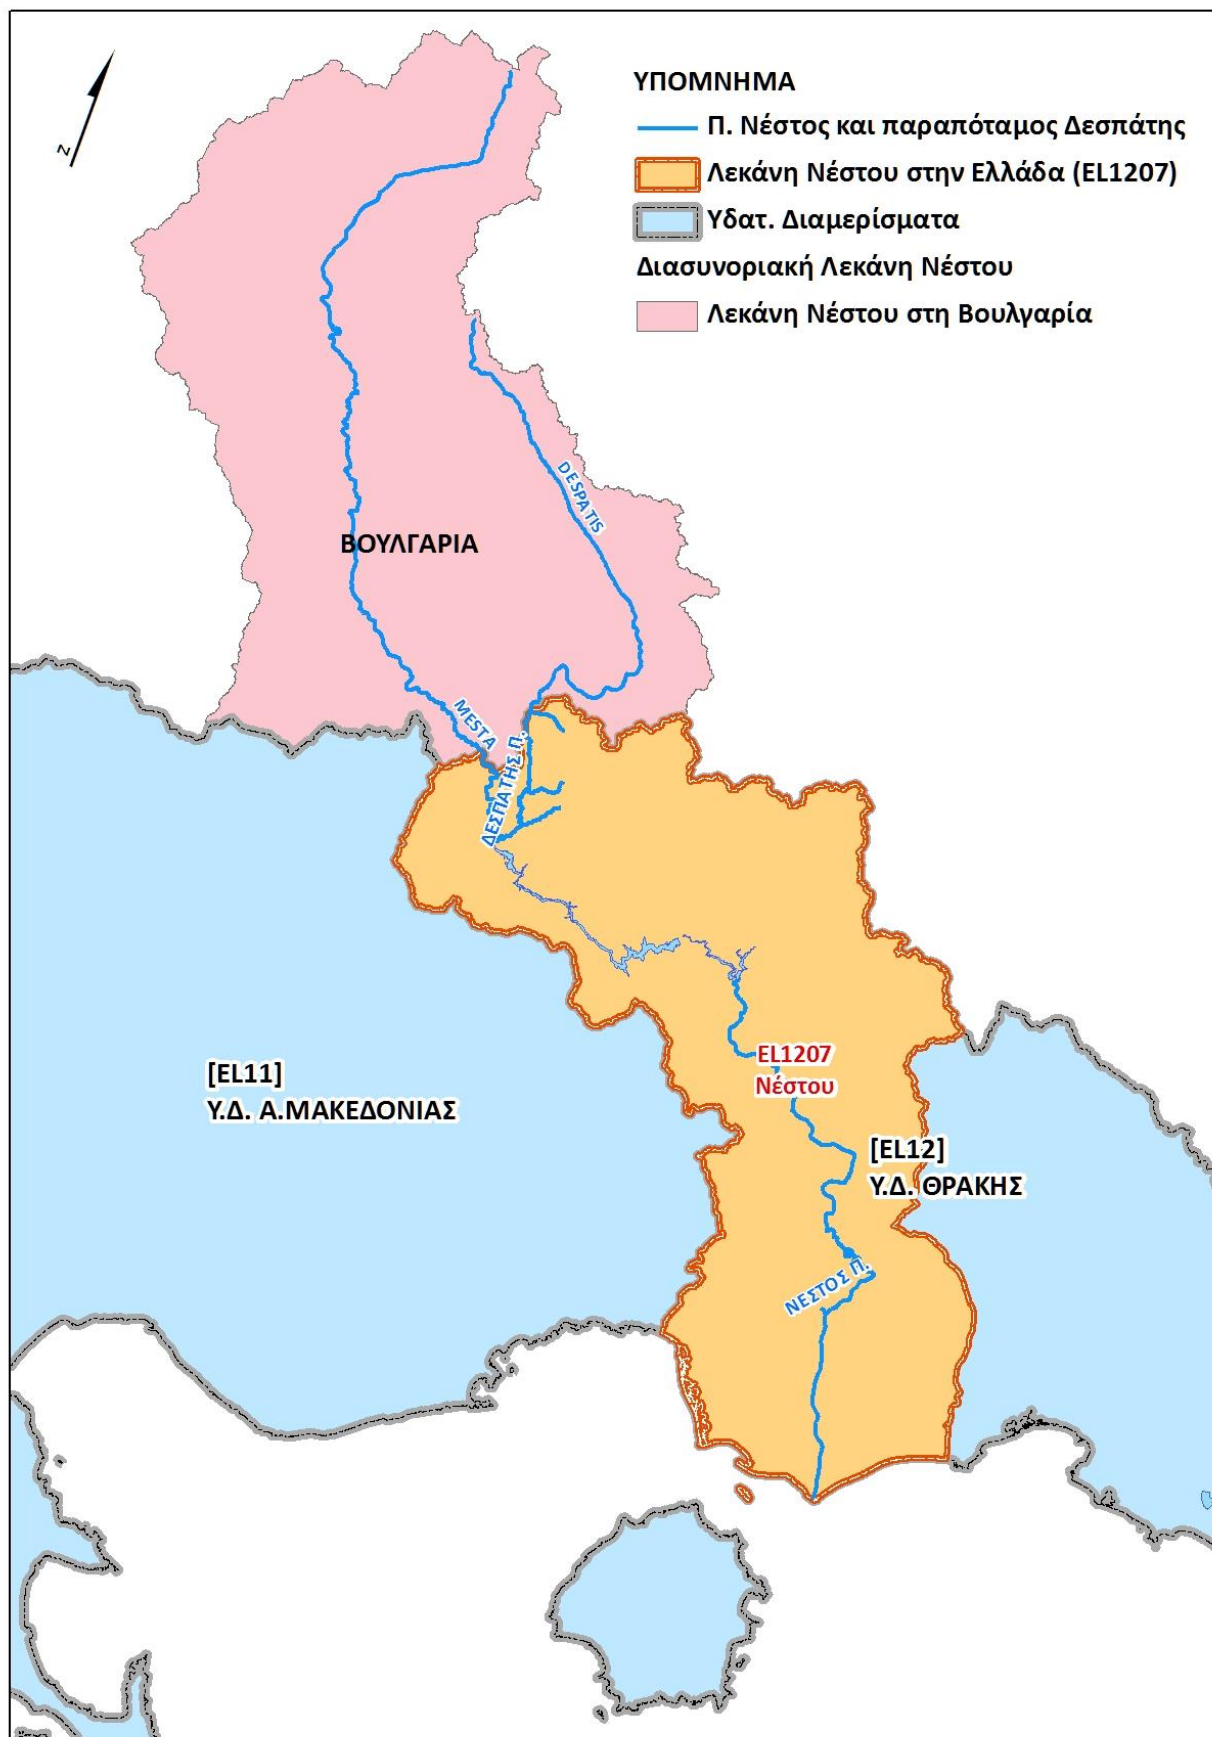 N
ΥΠΟΜΝΗΜΑ
Π. Νέστος και παραπόταμος Δεσπάτης
Λεκάνη Νέστου στην Ελλάδα (EL1207)
Υδατ. Διαμερίσματα
Διασυνοριακή Λεκάνη Νέστου
Λεκάνη Νέστου στη Βουλγαρία
DESPATIS
ΒΟΥΛΓΑΡΙΑ
MESTA
ΔΕΣΠΑΤΗΣ Π.
EL1207
Νέστου
[EL11]
Υ.Δ. Α.ΜΑΚΕΔΟΝΙΑΣ
[EL12]
Υ.Δ. ΘΡΑΚΗΣ
ΝΕΣΤΟΣ Π.